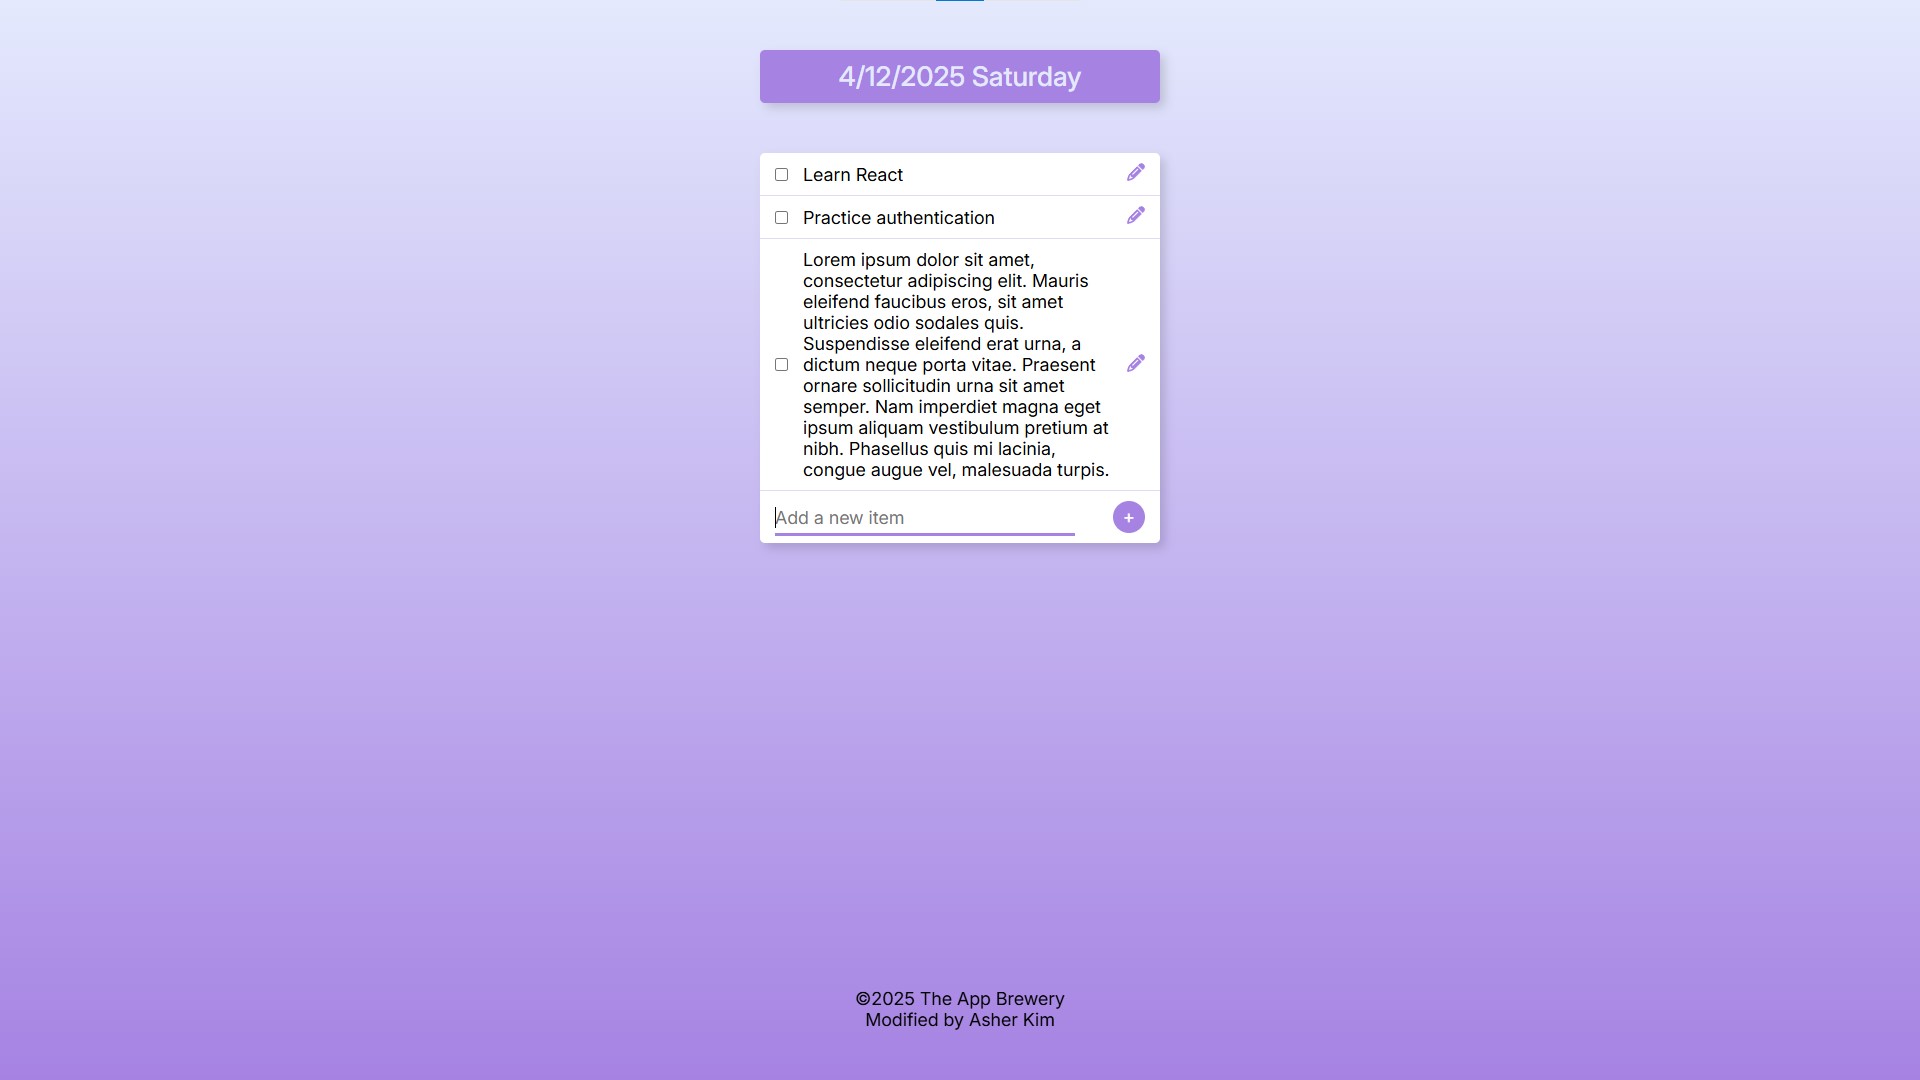 4/12/2025 Saturday
Learn React
Practice authentication
Lorem ipsum dolor sit amet,
consectetur adipiscing elit. Mauris
eleifend faucibus eros, sit amet
ultricies odio sodales quis.
Suspendisse eleifend erat urna, a
dictum neque porta vitae. Praesent
ornare sollicitudin urna sit amet
semper. Nam imperdiet magna eget
ipsum aliquam vestibulum pretium at
nibh. Phasellus quis mi lacinia,
congue augue vel, malesuada turpis.
Add a new item
+
©2025 The App Brewery
Modified by Asher Kim